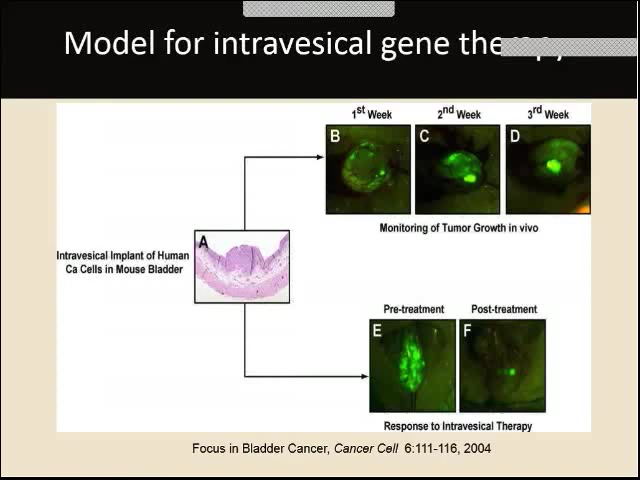 Model for intravesical gene therapy
1st Week
2nd Week
3rd Week
B
C
D
Monitoring of Tumor Growth in vivo
A
Intravesical Implant of Human
Ca Cells in Mouse Bladder
Pre-treatment
Post-treatment
E
F
Response to Intravesical Therapy
Focus in Bladder Cancer, Cancer Cell 6:111-116, 2004